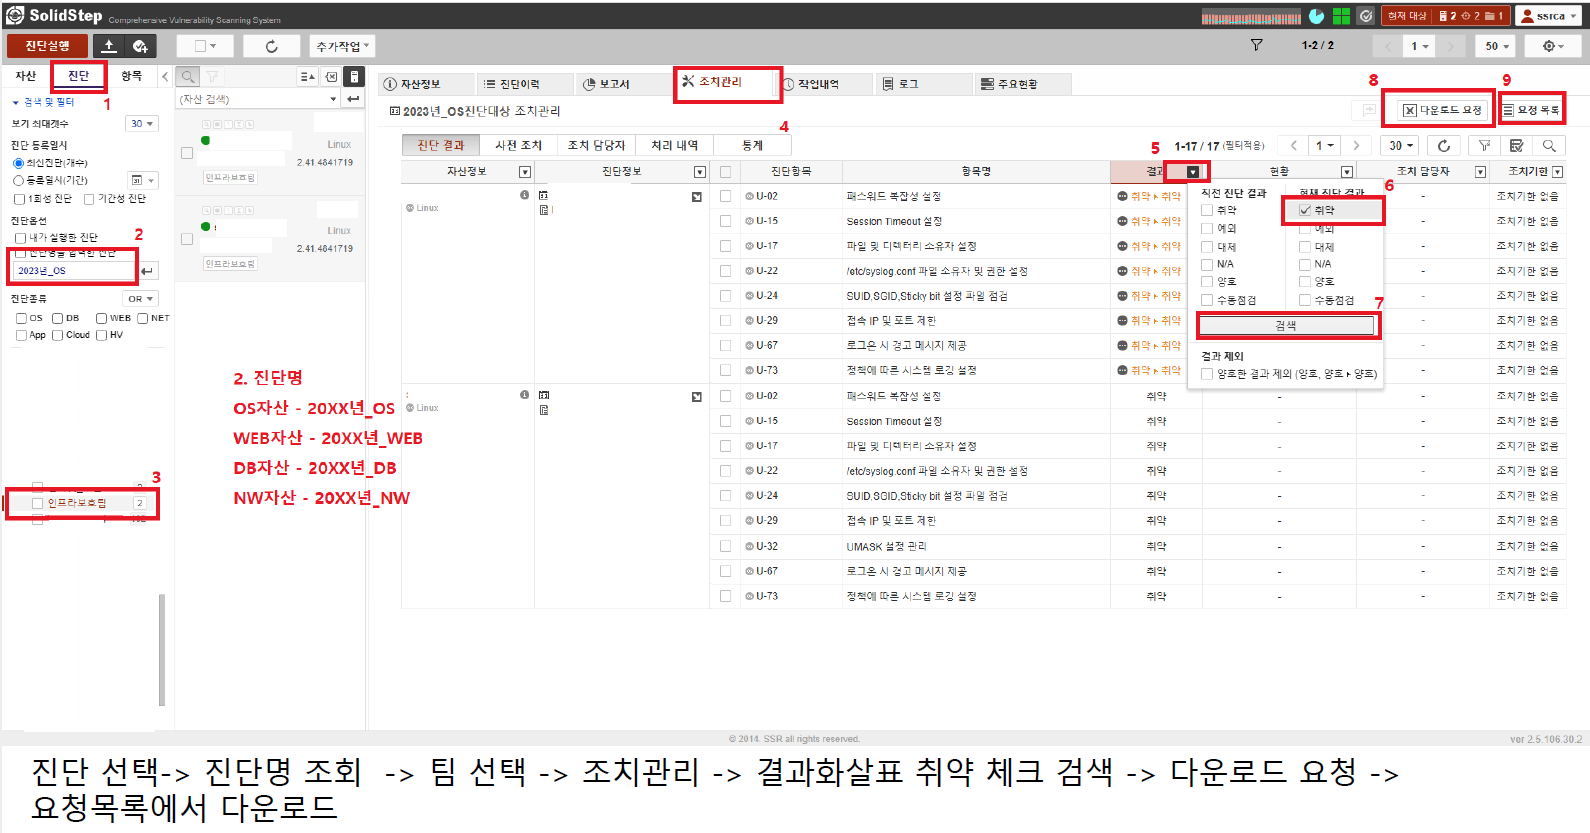 SolidStep Comprehensive Vulnerability Scanning System
현재 대상 2 2 1
ssrca
진단실행
추가작업
1-2 / 2
1
50
자산 진단 항목
1
검색 및 필터
보기 최대갯수 30
진단 등록일시
최신진단(개수)
등록일시(기간)
1회성 진단 기간성 진단
진단옵션
내가 실행한 진단
2
진단명을 입력한 진단
2023년_OS
진단종류 OR
OS DB WEB NET
App Cloud HV
3
인프라보호팀 2
(자산 검색)
Linux
2.41.4841719
인프라보호팀
Linux
2.41.4841719
인프라보호팀
2. 진단명
OS자산 - 20XX년_OS
WEB자산 - 20XX년_WEB
DB자산 - 20XX년_DB
NW자산 - 20XX년_NW
자산정보 진단이력 보고서 조치관리 작업내역 로그 주요현황
4
2023년_OS진단대상 조치관리
8 다운로드 요청
9 요청 목록
진단 결과 사전 조치 조치 담당자 처리 내역 통계
5
1-17 / 17 (필터적용)
1
30
자산정보 진단정보 진단항목 항목명 결과 현황 조치 담당자 조치기한
Linux
U-02 패스워드 복잡성 설정 취약 취약 - 조치기한 없음
U-15 Session Timeout 설정 취약 취약 - 조치기한 없음
U-17 파일 및 디렉터리 소유자 설정 취약 취약 - 조치기한 없음
U-22 /etc/syslog.conf 파일 소유자 및 권한 설정 취약 취약 - 조치기한 없음
U-24 SUID,SGID,Sticky bit 설정 파일 점검 취약 취약 - 조치기한 없음
U-29 접속 IP 및 포트 제한 취약 취약 - 조치기한 없음
U-67 로그온 시 경고 메시지 제공 취약 취약 - 조치기한 없음
U-73 정책에 따른 시스템 로깅 설정 취약 취약 - 조치기한 없음
직전 진단 결과 현재 진단 결과
6
취약 취약
예외 예외
대체 대체
N/A N/A
양호 양호
수동점검 수동점검
7
검색
결과 제외
양호한 결과 제외 (양호, 양호 양호)
Linux
U-02 패스워드 복잡성 설정 취약 - - 조치기한 없음
U-15 Session Timeout 설정 취약 - - 조치기한 없음
U-17 파일 및 디렉터리 소유자 설정 취약 - - 조치기한 없음
U-22 /etc/syslog.conf 파일 소유자 및 권한 설정 취약 - - 조치기한 없음
U-24 SUID,SGID,Sticky bit 설정 파일 점검 취약 - - 조치기한 없음
U-29 접속 IP 및 포트 제한 취약 - - 조치기한 없음
U-32 UMASK 설정 관리 취약 - - 조치기한 없음
U-67 로그온 시 경고 메시지 제공 취약 - - 조치기한 없음
U-73 정책에 따른 시스템 로깅 설정 취약 - - 조치기한 없음
© 2014. SSR all rights reserved.
ver 2.5.106.30.2
진단 선택-> 진단명 조회 -> 팀 선택 -> 조치관리 -> 결과화살표 취약 체크 검색 -> 다운로드 요청 ->
요청목록에서 다운로드